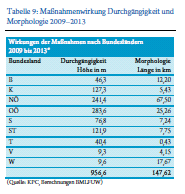 Tabelle 9: Maßnahmenwirkung Durchgängigkeit und
Morphologie 2009–2013
Wirkungen der Maßnahmen nach Bundesländern
2009 bis 2013*
Bundesland Durchgängigkeit Morphologie
Höhe in m Länge in km
B 46,3 12,20
K 127,3 5,43
NÖ 241,4 67,50
OÖ 283,6 25,26
S 76,8 7,24
ST 121,9 7,75
T 40,4 0,43
V 9,3 4,15
W 9,6 17,67
956,6 147,62
(Quelle: KPC, Berechnungen BMLFUW)